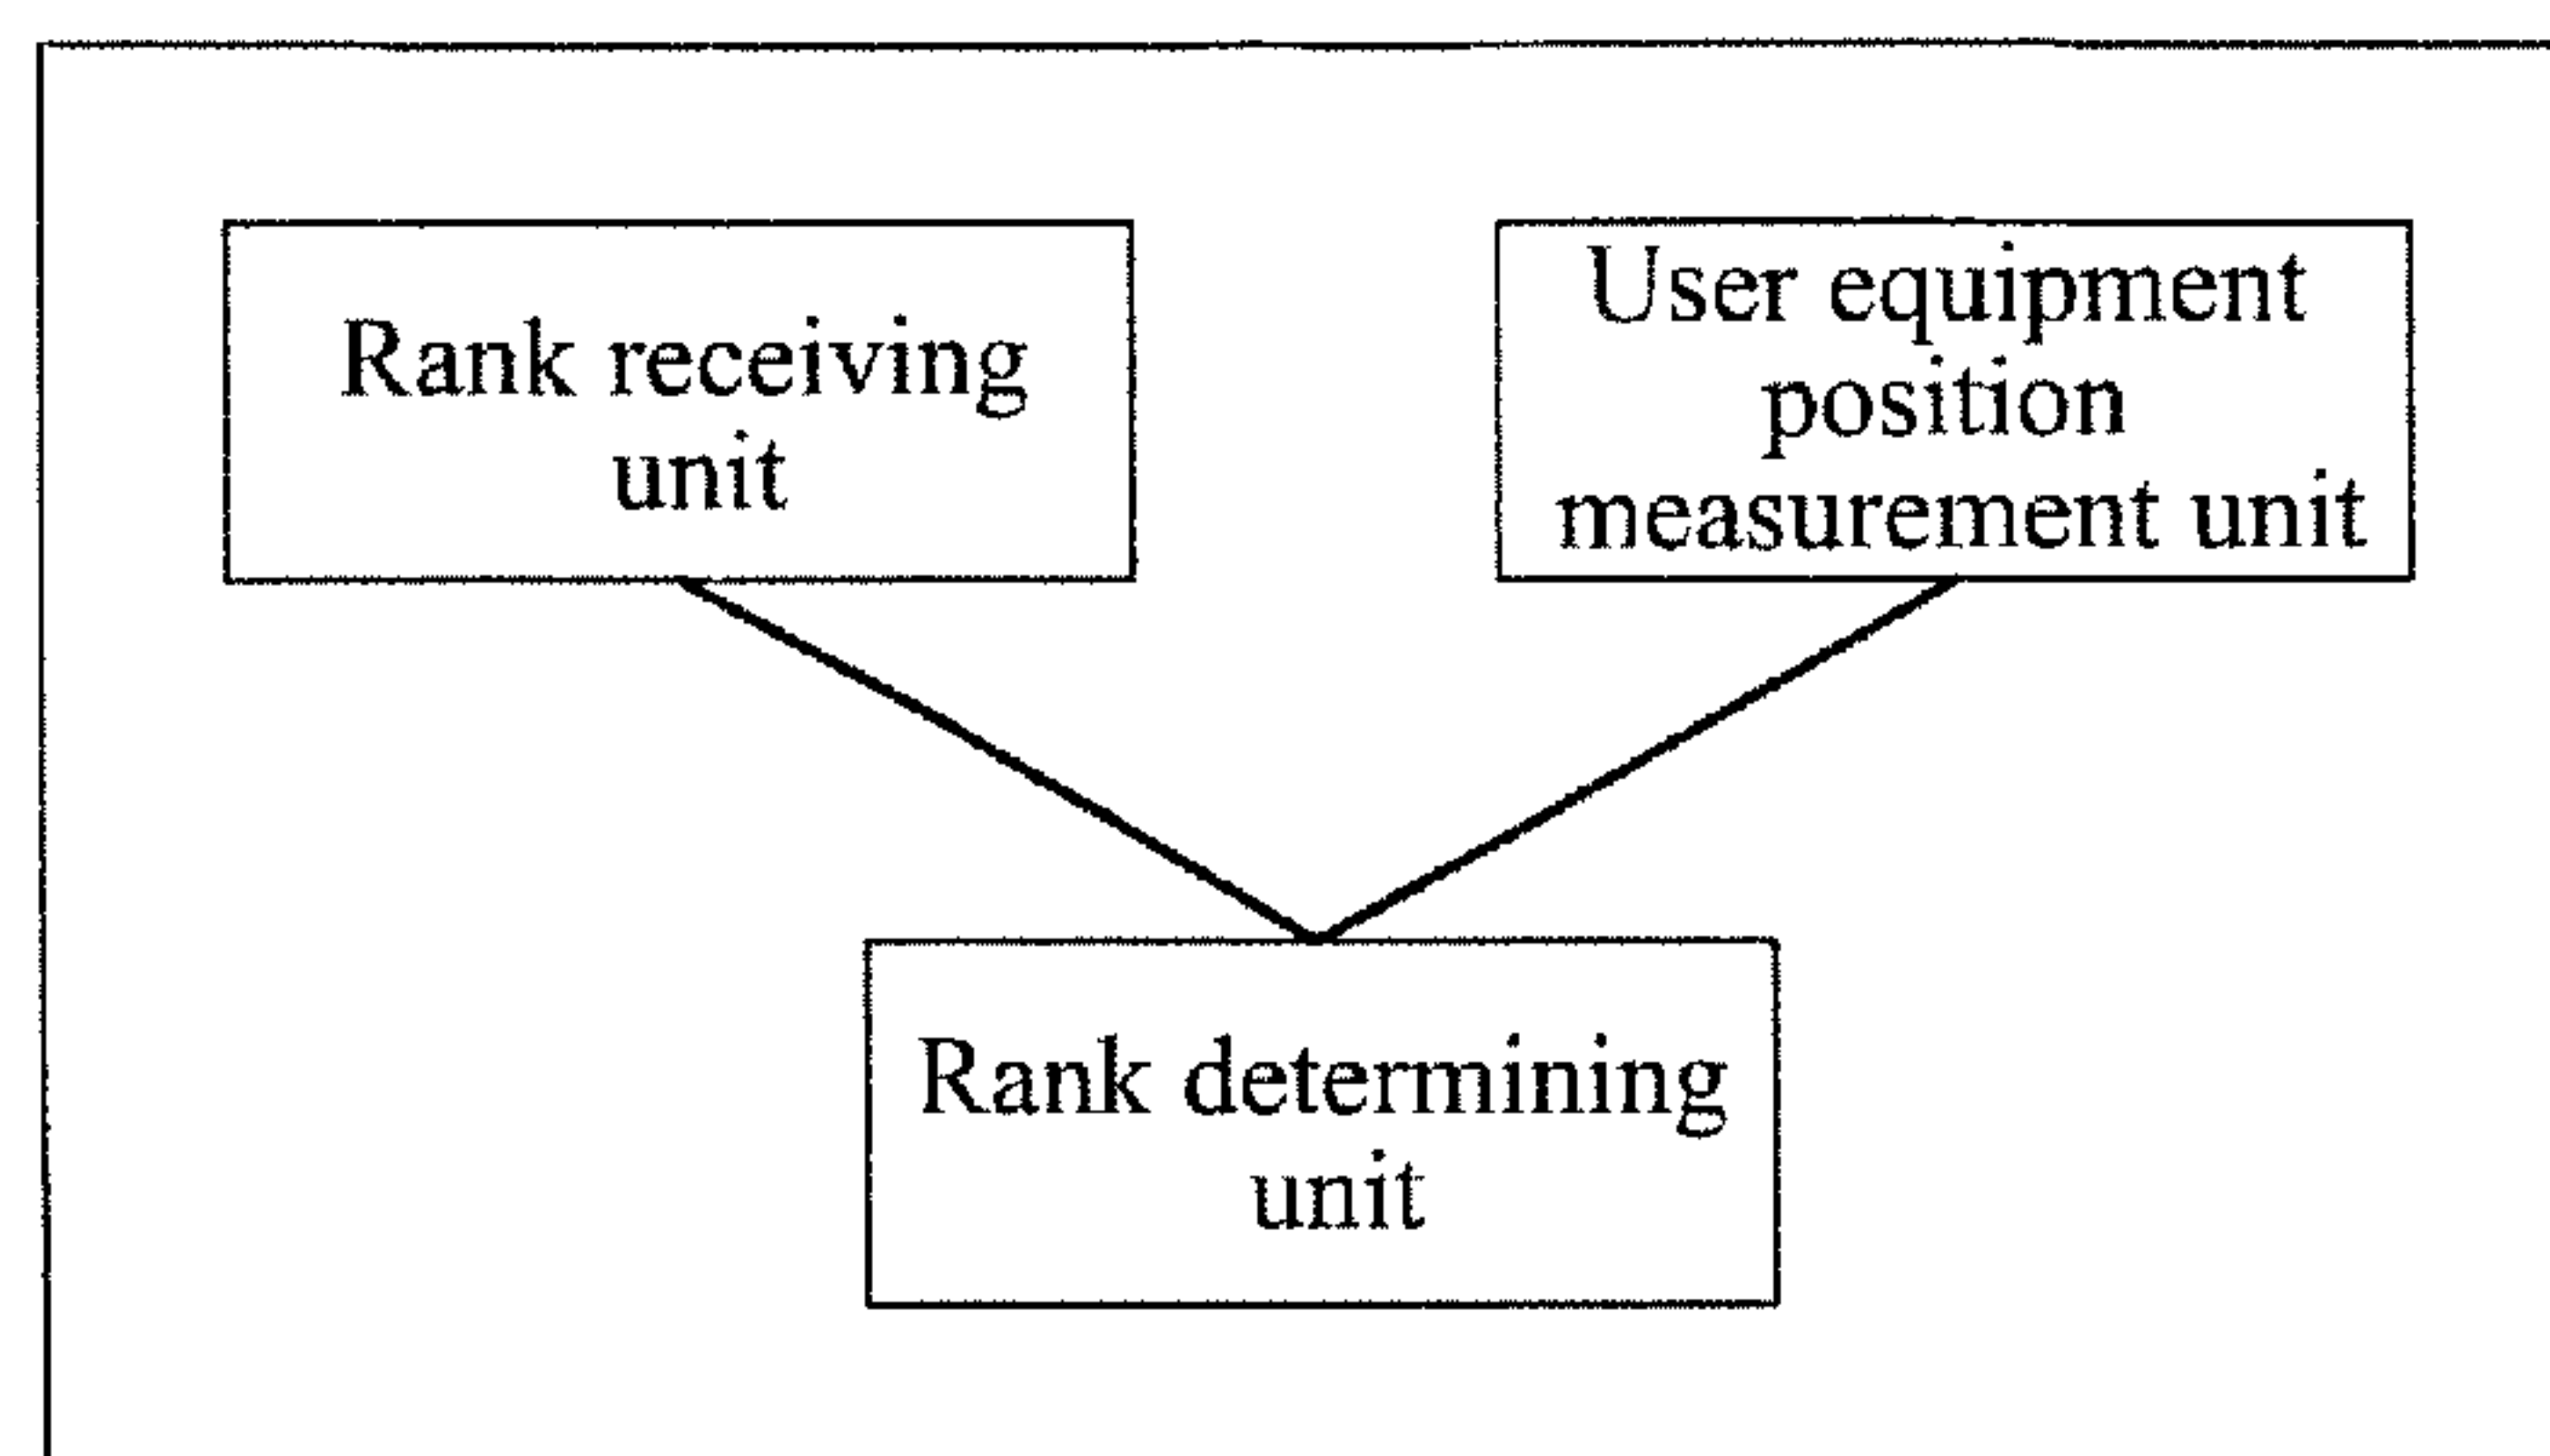 Rank receiving
unit
User equipment
position
measurement unit
Rank determining
unit